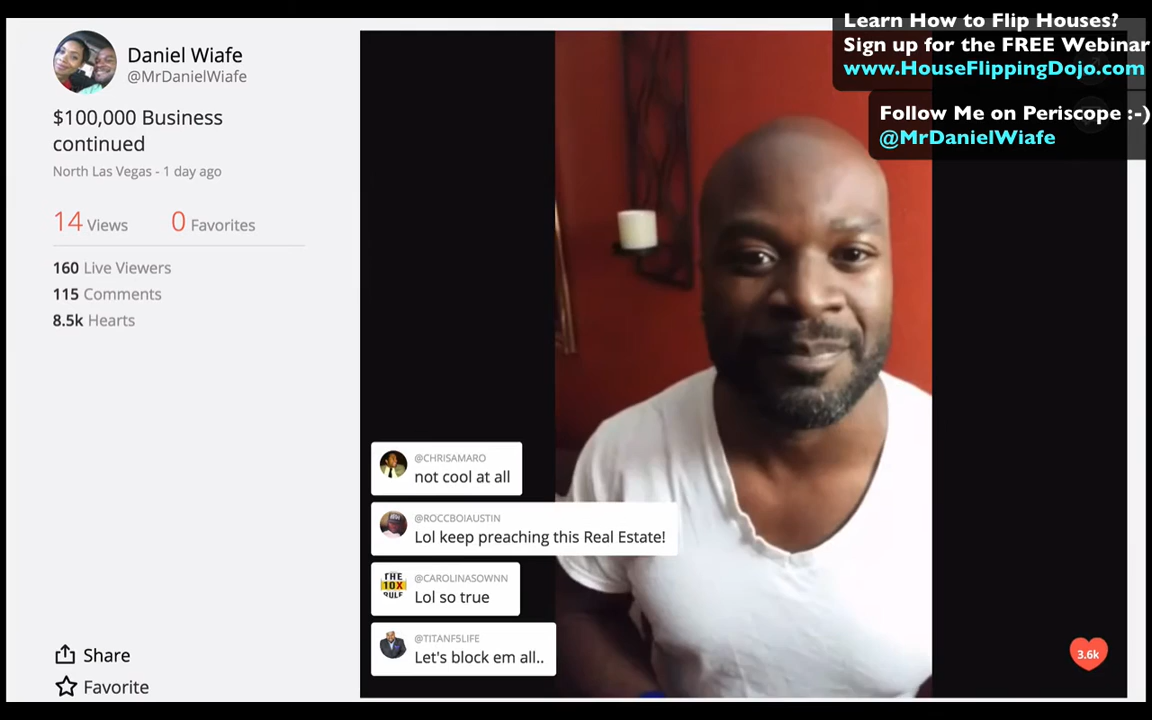 Learn How to Flip Houses?
Sign up for the FREE Webinar
www.HouseFlippingDojo.com
Follow Me on Periscope :-)
@MrDanielWiafe
Daniel Wiafe
@MrDanielWiafe
$100,000 Business
continued
North Las Vegas - 1 day ago
14 Views 0 Favorites
160 Live Viewers
115 Comments
8.5k Hearts
@CHRISAMARO
not cool at all
@ROCCBOIAUSTIN
Lol keep preaching this Real Estate!
THE
10X
RULE
@CAROLINASOWNN
Lol so true
@TITANFSLIFE
Let's block em all..
3.6k
Share
Favorite